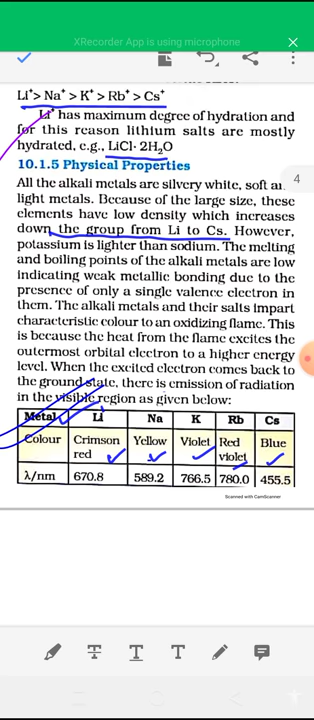 XRecorder App is using microphone
Li⁺> Na⁺ > K⁺ > Rb⁺ > Cs⁺
Li⁺ has maximum degree of hydration and
for this reason lithium salts are mostly
hydrated, e.g., LiCl· 2H₂O
10.1.5 Physical Properties
4
All the alkali metals are silvery white, soft
light metals. Because of the large size, these
elements have low density which increases
down the group from Li to Cs. However,
potassium is lighter than sodium. The melting
and boiling points of the alkali metals are low
indicating weak metallic bonding due to the
presence of only a single valence electron in
them. The alkali metals and their salts impart
characteristic colour to an oxidizing flame. This
is because the heat from the flame excites the
outermost orbital electron to a higher energy
level. When the excited electron comes back to
the ground state, there is emission of radiation
in the visible region as given below:
Metal Li Na K Rb Cs
Colour Crimson red Yellow Violet Red violet Blue
λ/nm 670.8 589.2 766.5 780.0 455.5
Scanned with CamScanner
T T T